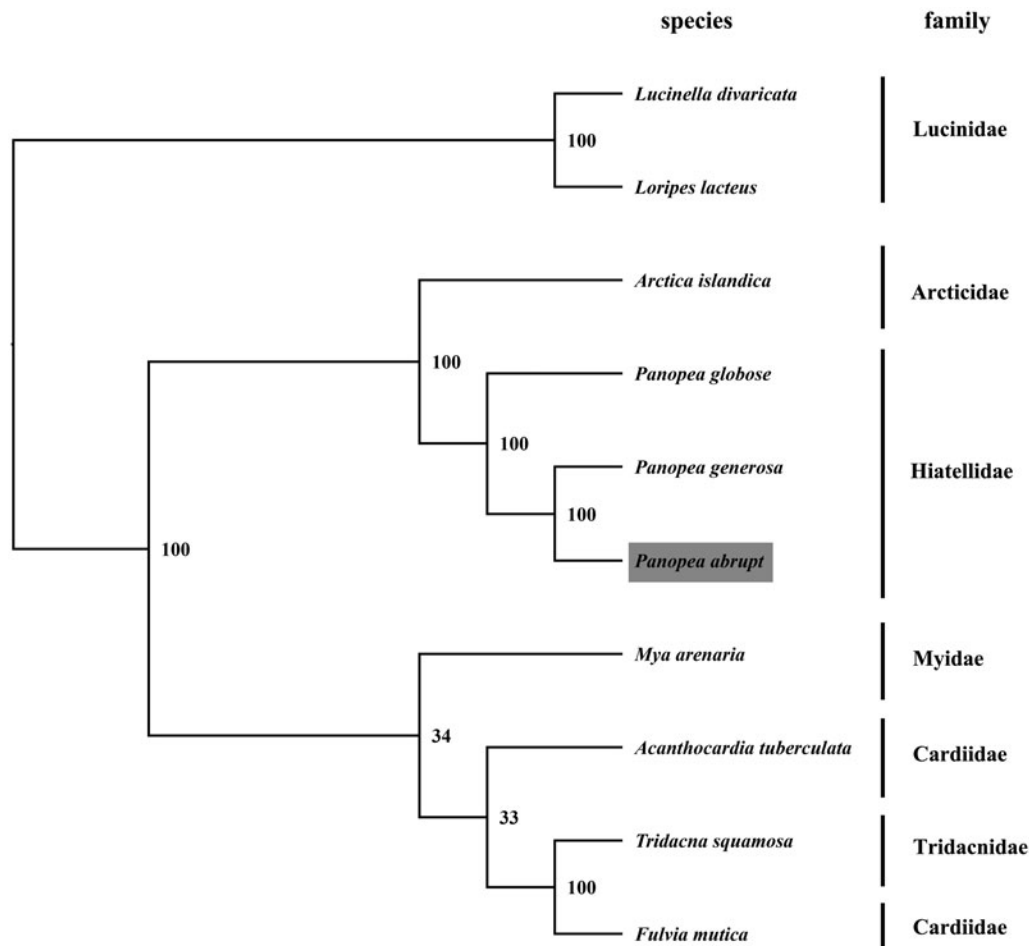 species family
Lucinella divaricata
Lucinidae
100
Loripes lacteus
Arctica islandica
Arcticidae
100
Panopea globose
100
Panopea generosa
Hiatellidae
100
100
Panopea abrupt
Mya arenaria
Myidae
34
Acanthocardia tuberculata
Cardiidae
33
Tridacna squamosa
Tridacnidae
100
Fulvia mutica
Cardiidae